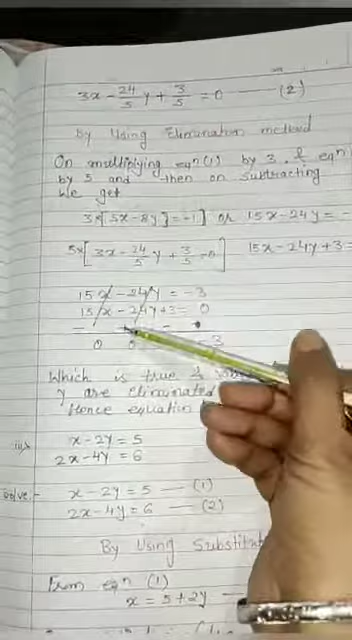 3x - 24/5 y + 3/5 = 0 —— (2)
By Using Elimination method
On multiplying eqn (1) by 3 & eqn
by 5 and then on subtracting
We get
3×[5x-8y = -1] or 15x-24y = -
5×[3x - 24/5 y + 3/5 = 0] 15x-24y+3=
15x - 24y = -3
15x - 24y+3= 0
0 0 3
Which is true &
y are eliminated
Hence equation
x-2y = 5
2x-4y = 6
Solve - x-2y = 5 — (1)
2x-4y = 6 — (2)
By Using
From eqn (1)
x = 5+2y —